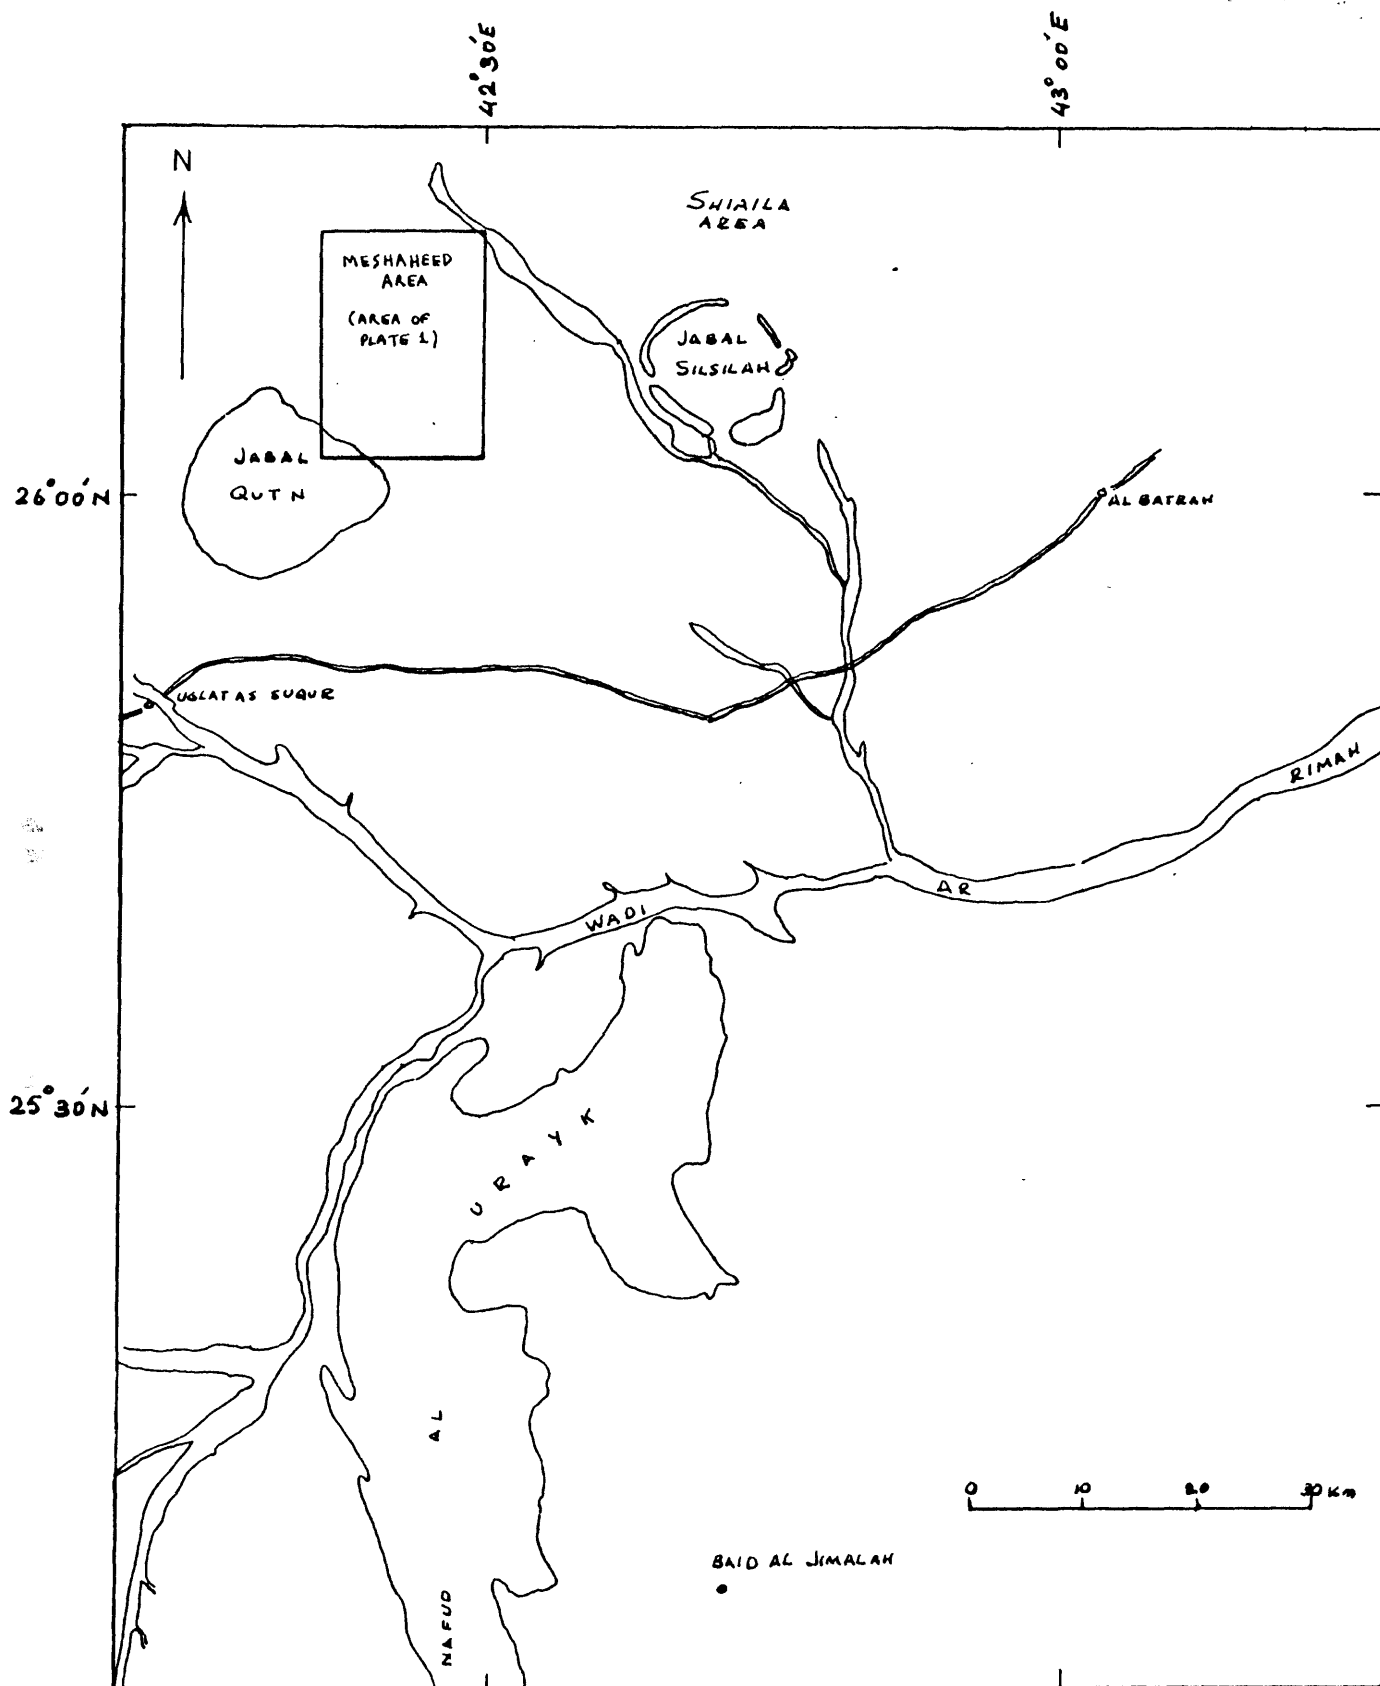 42°30'E
43°00'E
N
SHIAILA
AREA
MESHAHEED
AREA
(AREA OF
PLATE 1)
JABAL
SILSILAH
JABAL
QUTN
26°00'N
AL BATRAH
UGLAT AS SUQUR
RIMAH
AR
WADI
25°30'N
URAYK
AL
NAFUD
0 10 20 30 Km
BAID AL JIMALAH